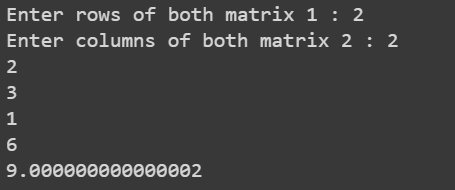 Enter rows of both matrix 1 : 2
Enter columns of both matrix 2 : 2
2
3
1
6
9.000000000000002